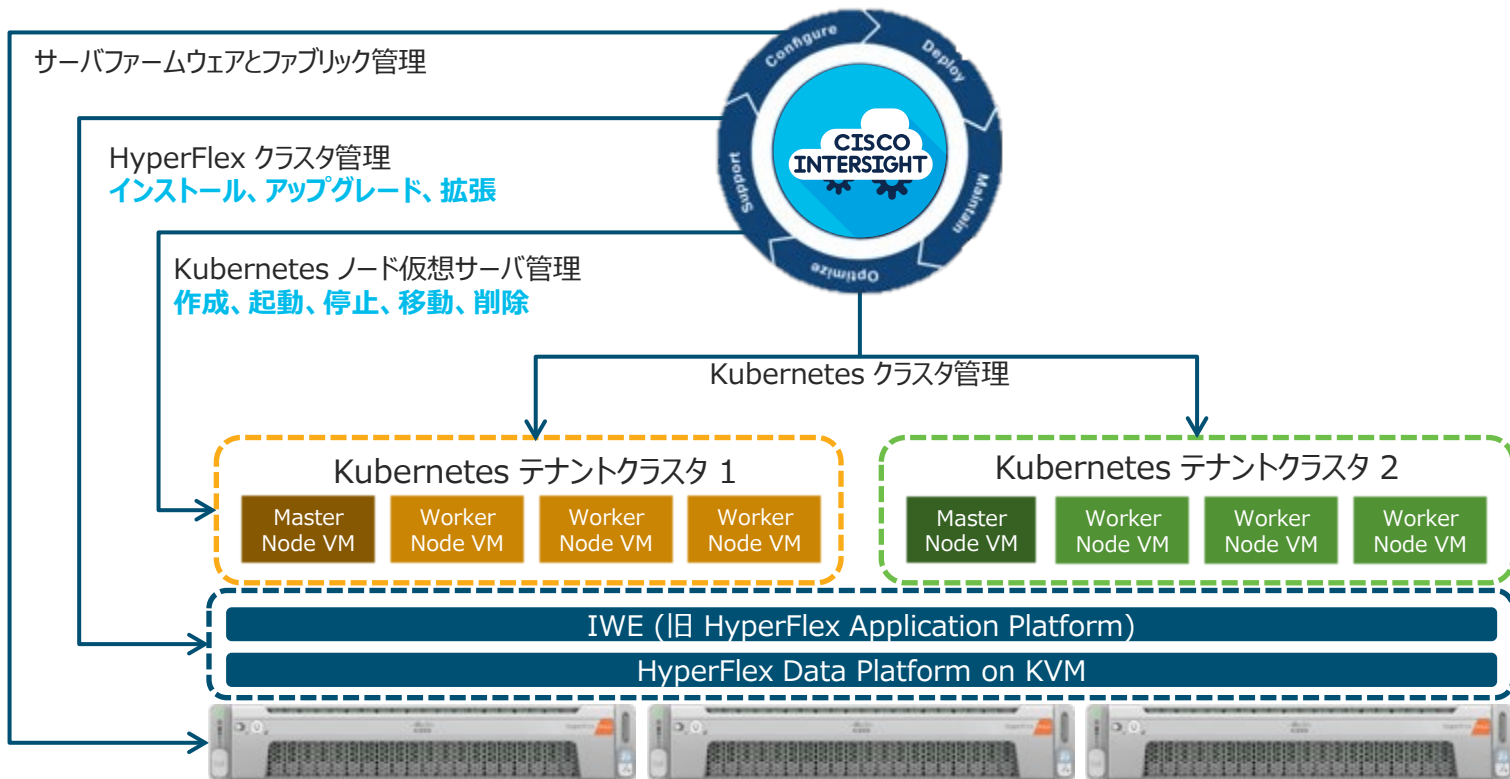 サーバファームウェアとファブリック管理
HyperFlex クラスタ管理
インストール、アップグレード、拡張
Kubernetes ノード仮想サーバ管理
作成、起動、停止、移動、削除
Configure
Deploy
Maintain
Optimize
Support
CISCO
INTERSIGHT
Kubernetes クラスタ管理
Kubernetes テナントクラスタ 1
Master
Node VM
Worker
Node VM
Worker
Node VM
Worker
Node VM
Kubernetes テナントクラスタ 2
Master
Node VM
Worker
Node VM
Worker
Node VM
Worker
Node VM
IWE (旧 HyperFlex Application Platform)
HyperFlex Data Platform on KVM